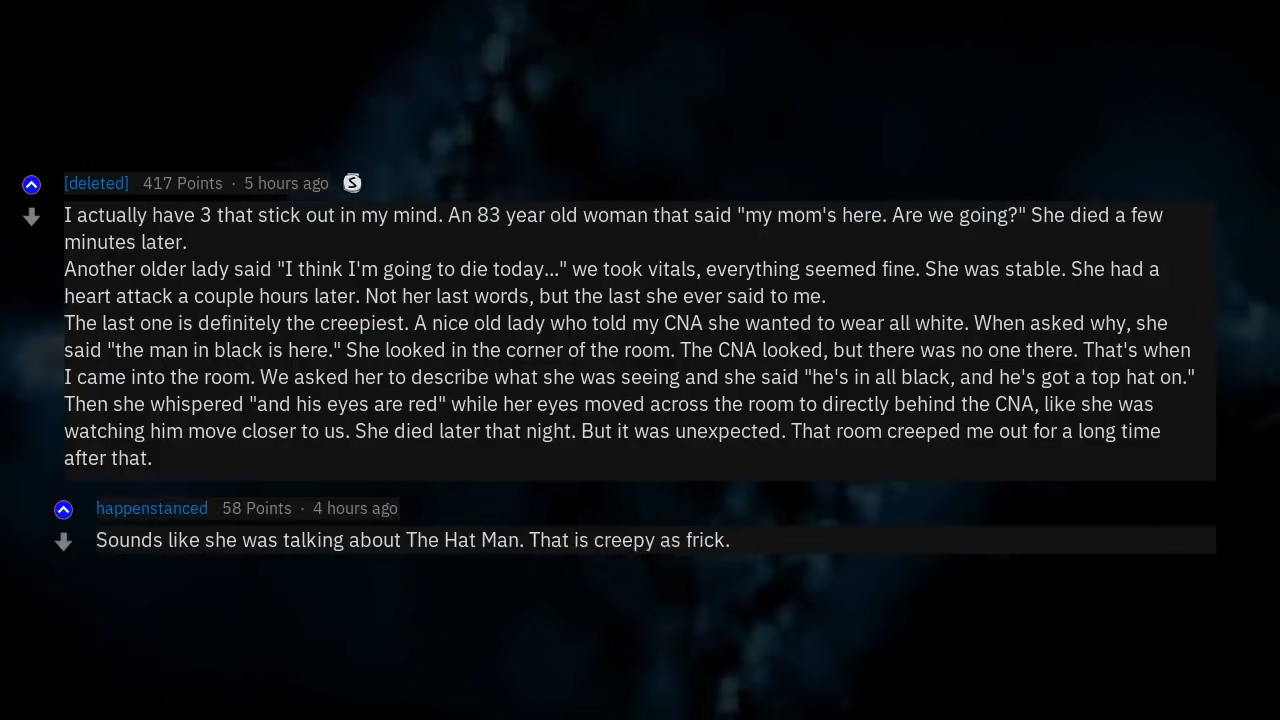 [deleted] 417 Points · 5 hours ago S
I actually have 3 that stick out in my mind. An 83 year old woman that said "my mom's here. Are we going?" She died a few
minutes later.
Another older lady said "I think I'm going to die today..." we took vitals, everything seemed fine. She was stable. She had a
heart attack a couple hours later. Not her last words, but the last she ever said to me.
The last one is definitely the creepiest. A nice old lady who told my CNA she wanted to wear all white. When asked why, she
said "the man in black is here." She looked in the corner of the room. The CNA looked, but there was no one there. That's when
I came into the room. We asked her to describe what she was seeing and she said "he's in all black, and he's got a top hat on."
Then she whispered "and his eyes are red" while her eyes moved across the room to directly behind the CNA, like she was
watching him move closer to us. She died later that night. But it was unexpected. That room creeped me out for a long time
after that.
happenstanced 58 Points · 4 hours ago
Sounds like she was talking about The Hat Man. That is creepy as frick.